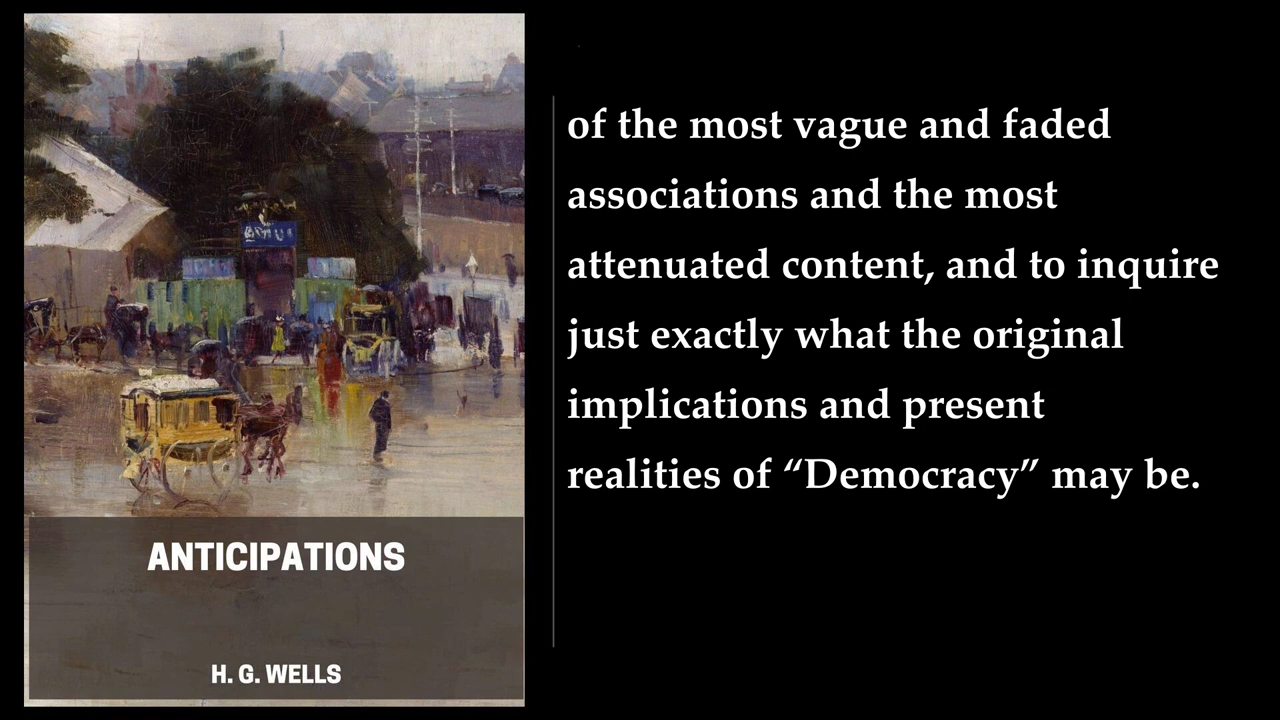 of the most vague and faded
associations and the most
attenuated content, and to inquire
just exactly what the original
implications and present
realities of “Democracy” may be.
ANTICIPATIONS
H. G. WELLS